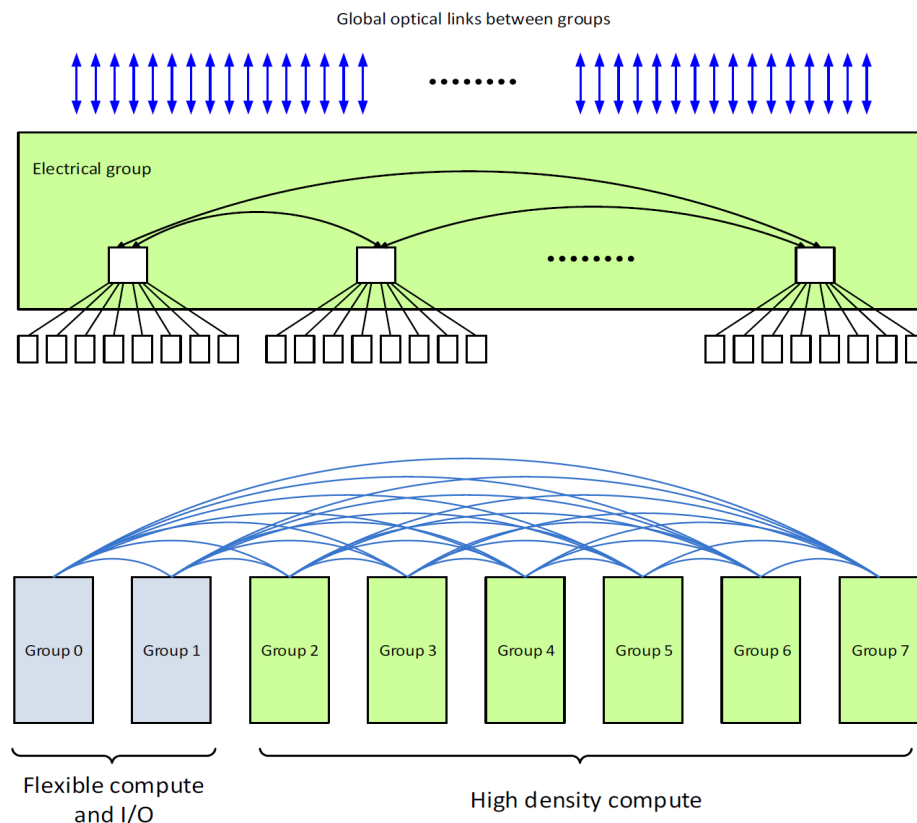 Global optical links between groups
Electrical group
Group 0
Group 1
Group 2
Group 3
Group 4
Group 5
Group 6
Group 7
Flexible compute
and I/O
High density compute